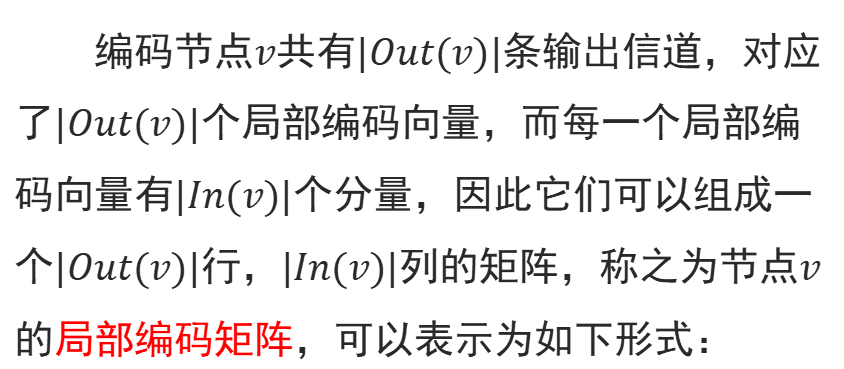 编码节点𝑣共有|𝑂𝑢𝑡(𝑣)|条输出信道，对应
了|𝑂𝑢𝑡(𝑣)|个局部编码向量，而每一个局部编
码向量有|𝐼𝑛(𝑣)|个分量，因此它们可以组成一
个|𝑂𝑢𝑡(𝑣)|行，|𝐼𝑛(𝑣)|列的矩阵，称之为节点𝑣
的局部编码矩阵，可以表示为如下形式：